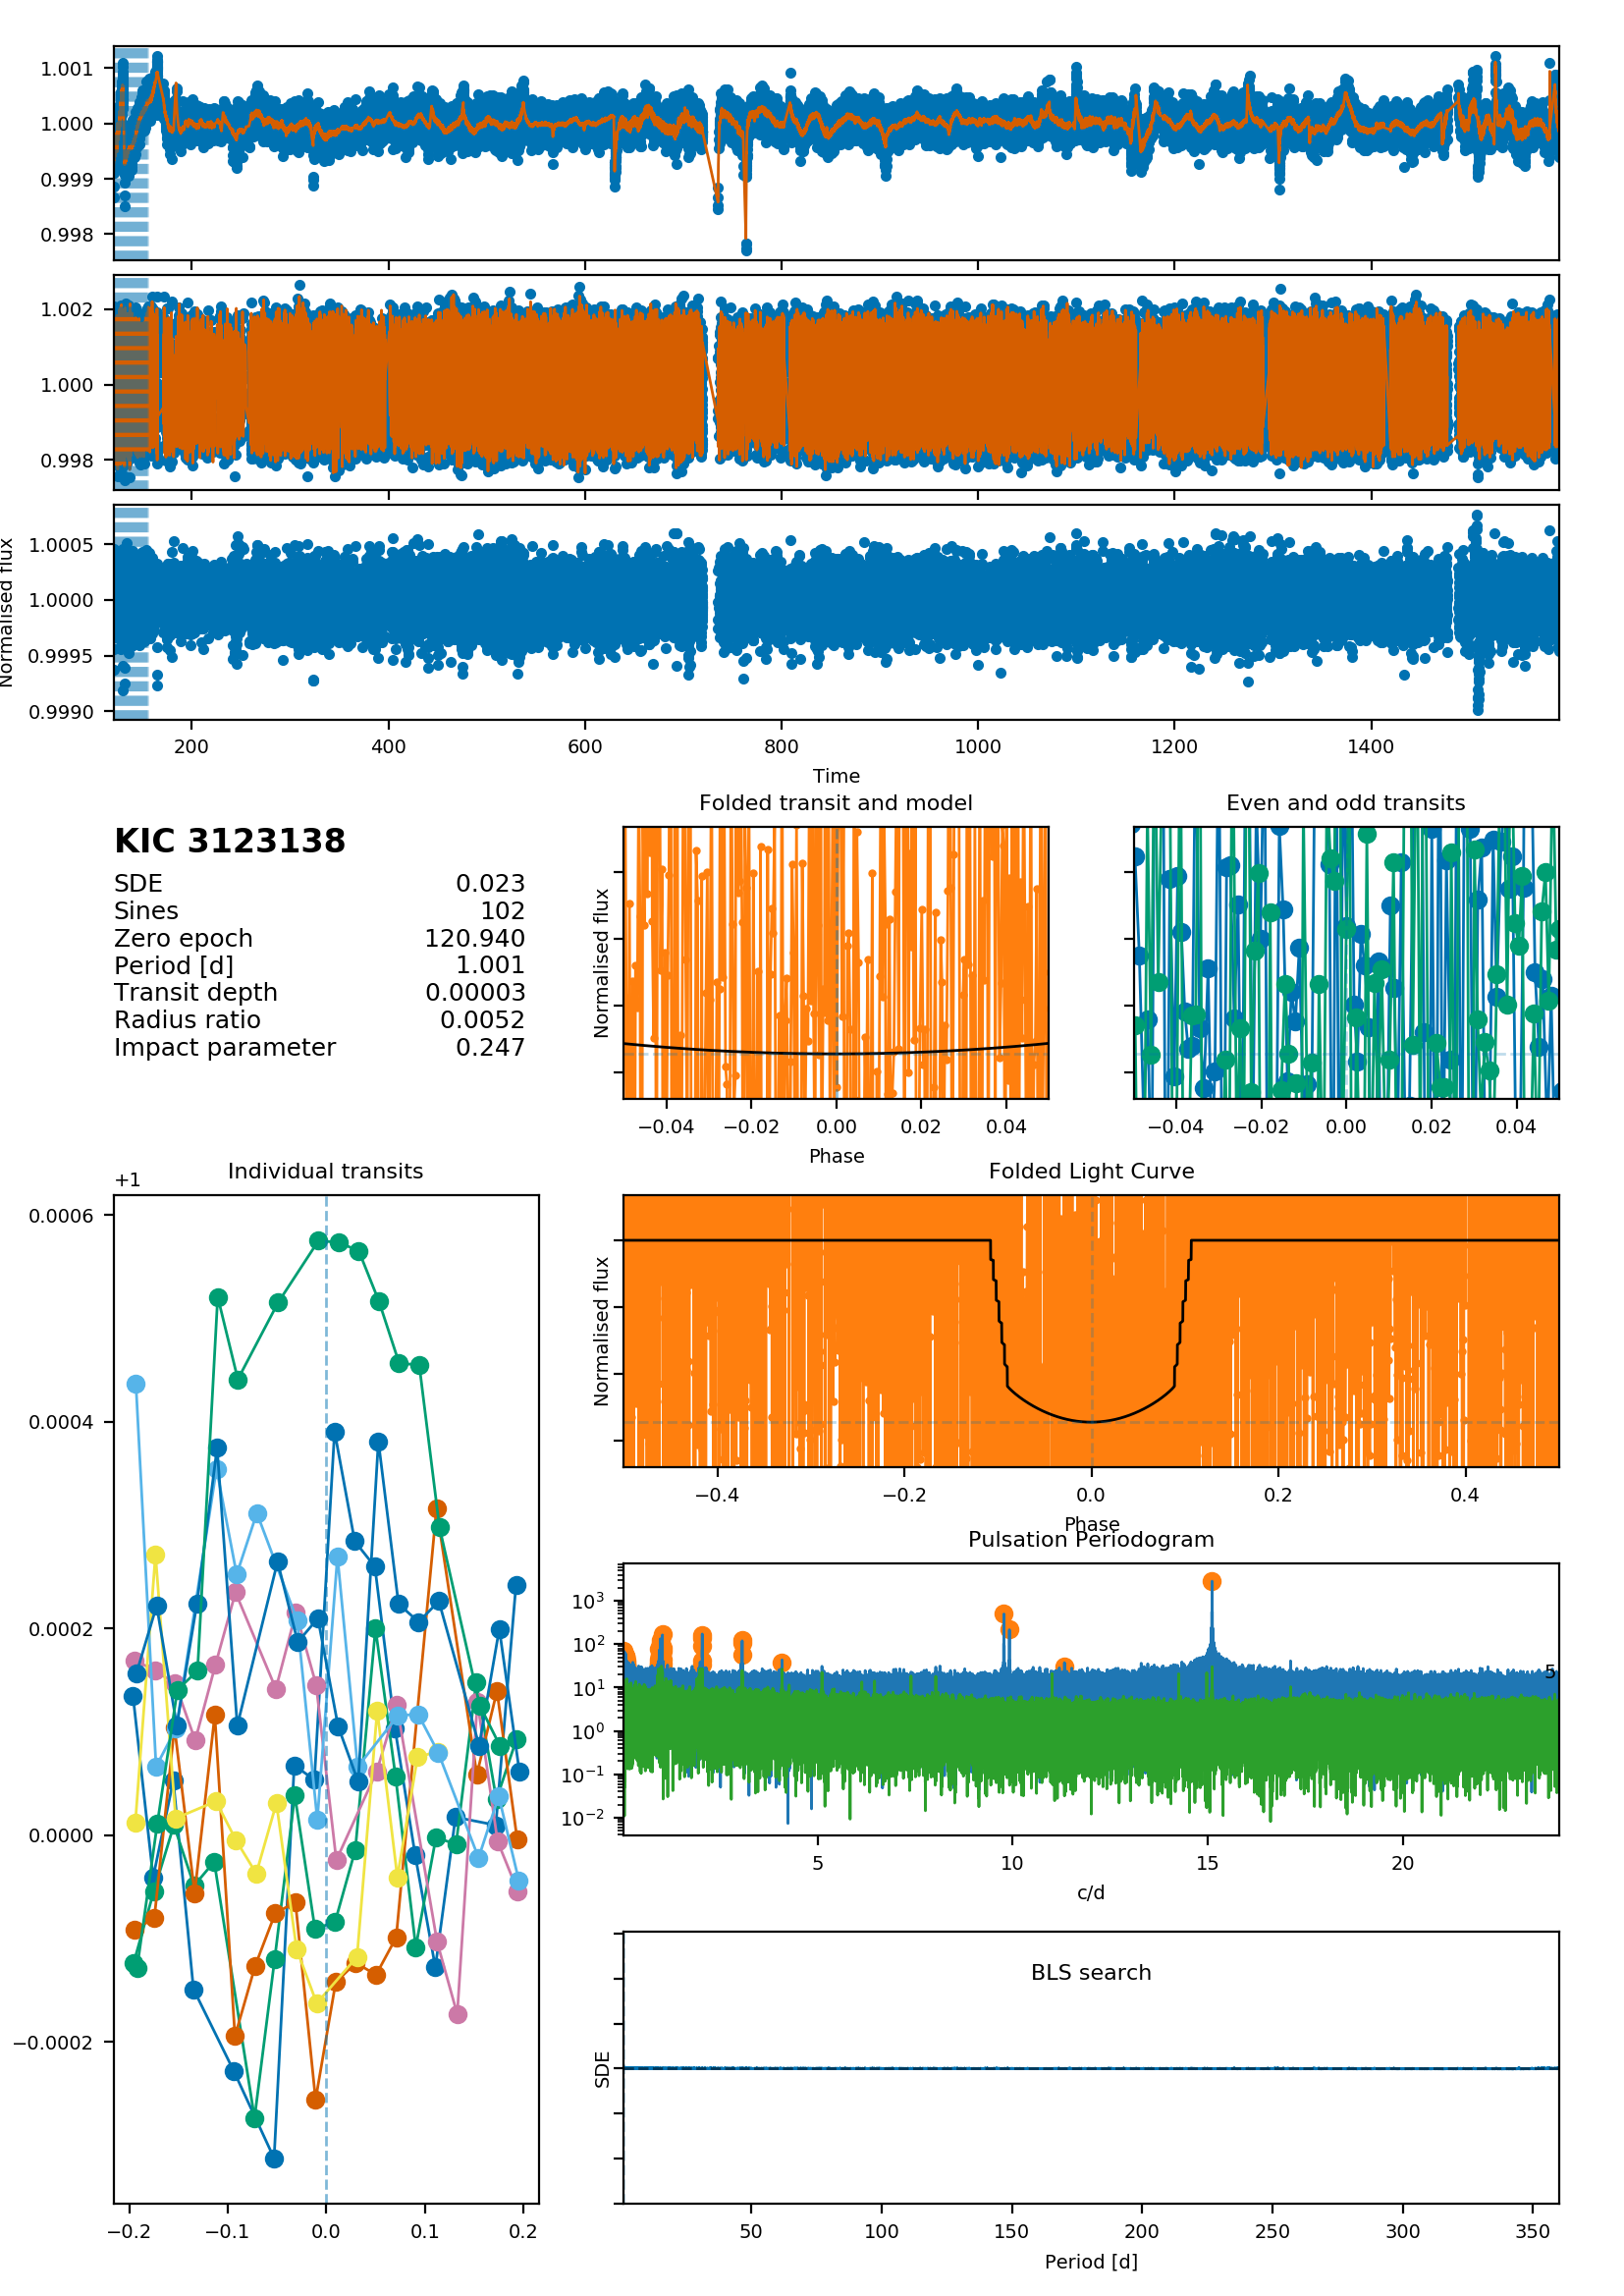 1.001
1.000
0.999
0.998
1.002
1.000
0.998
Normalised flux
1.0005
1.0000
0.9995
0.9990
200 400 600 800 1000 1200 1400
Time
KIC 3123138
SDE 0.023
Sines 102
Zero epoch 120.940
Period [d] 1.001
Transit depth 0.00003
Radius ratio 0.0052
Impact parameter 0.247
Folded transit and model
Normalised flux
−0.04 −0.02 0.00 0.02 0.04
Phase
Even and odd transits
−0.04 −0.02 0.00 0.02 0.04
Individual transits
+1
0.0006
0.0004
0.0002
0.0000
−0.0002
−0.2 −0.1 0.0 0.1 0.2
Folded Light Curve
Normalised flux
−0.4 −0.2 0.0 0.2 0.4
Phase
Pulsation Periodogram
10³
10²
10¹
10⁰
10⁻¹
10⁻²
5
5 10 15 20
c/d
BLS search
SDE
50 100 150 200 250 300 350
Period [d]